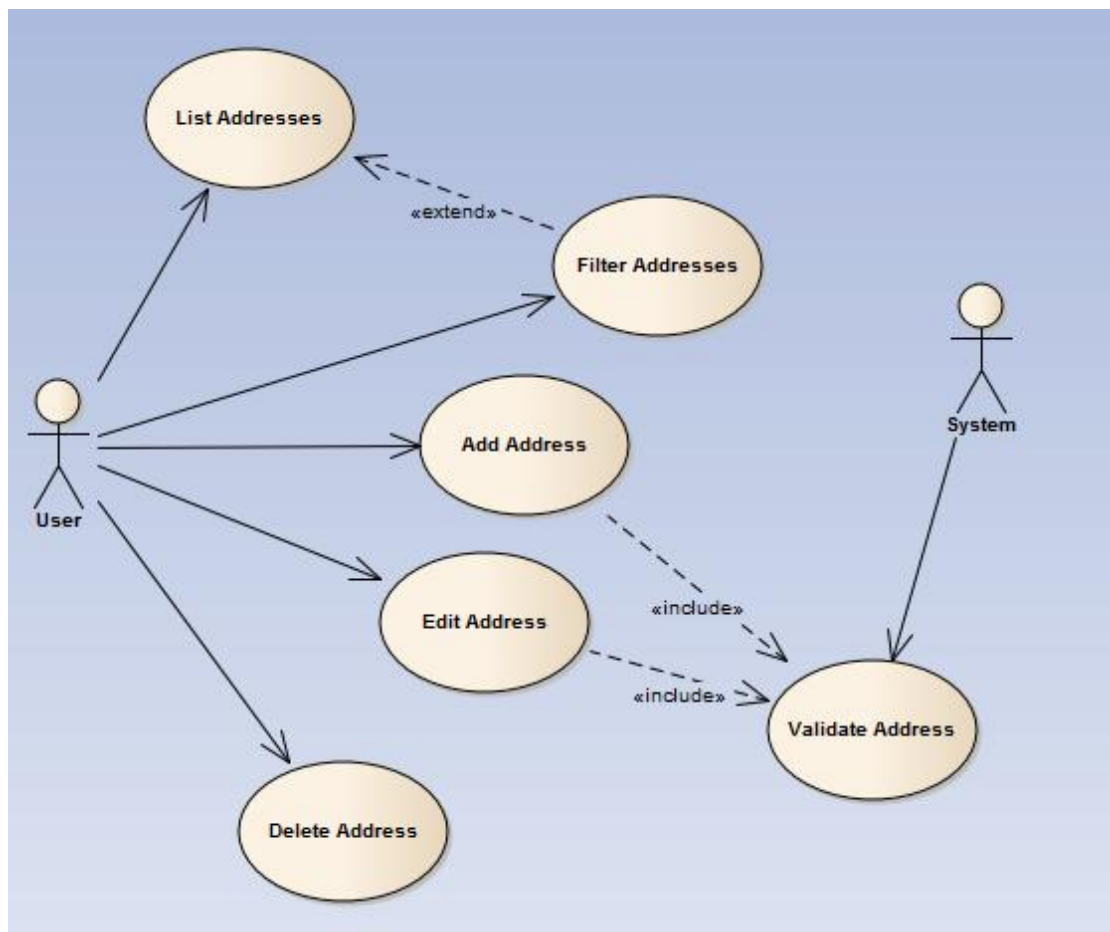 List Addresses
«extend»
Filter Addresses
System
Add Address
User
«include»
Edit Address
«include»
Validate Address
Delete Address